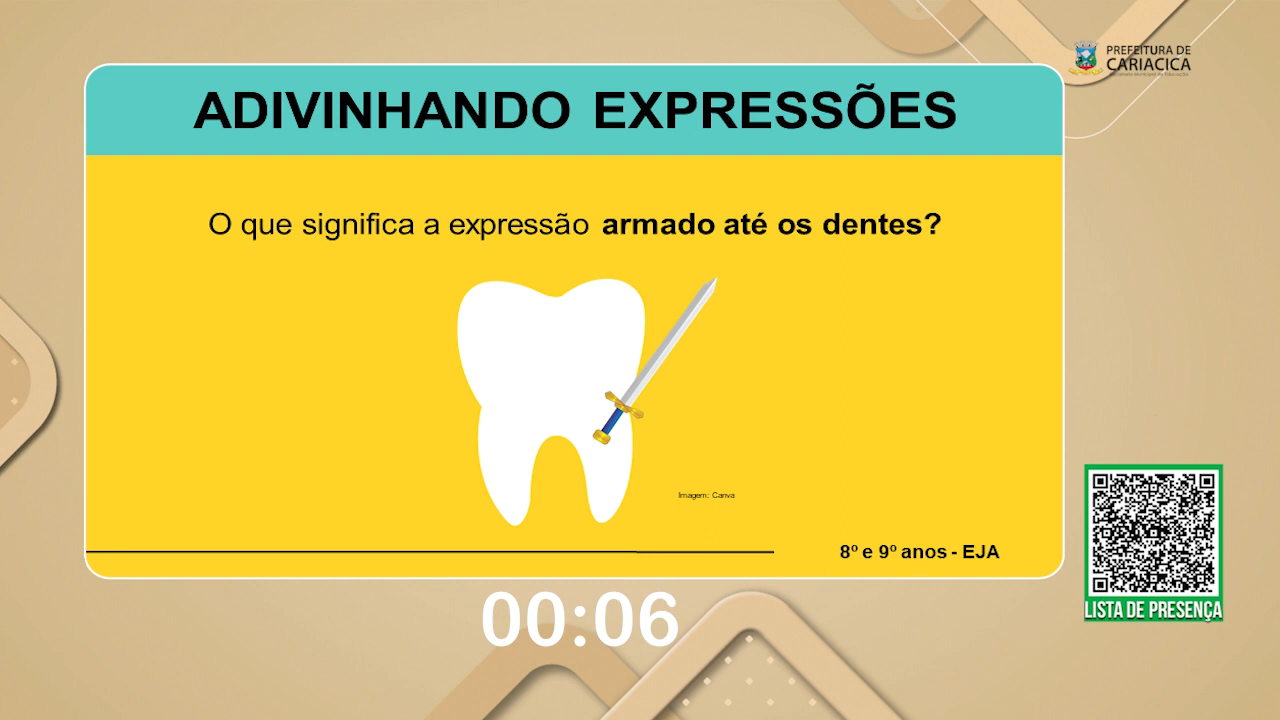 PREFEITURA DE
CARIACICA
ADIVINHANDO EXPRESSÕES
O que significa a expressão armado até os dentes?
Imagem: Canva
8º e 9º anos - EJA
LISTA DE PRESENÇA
00:06